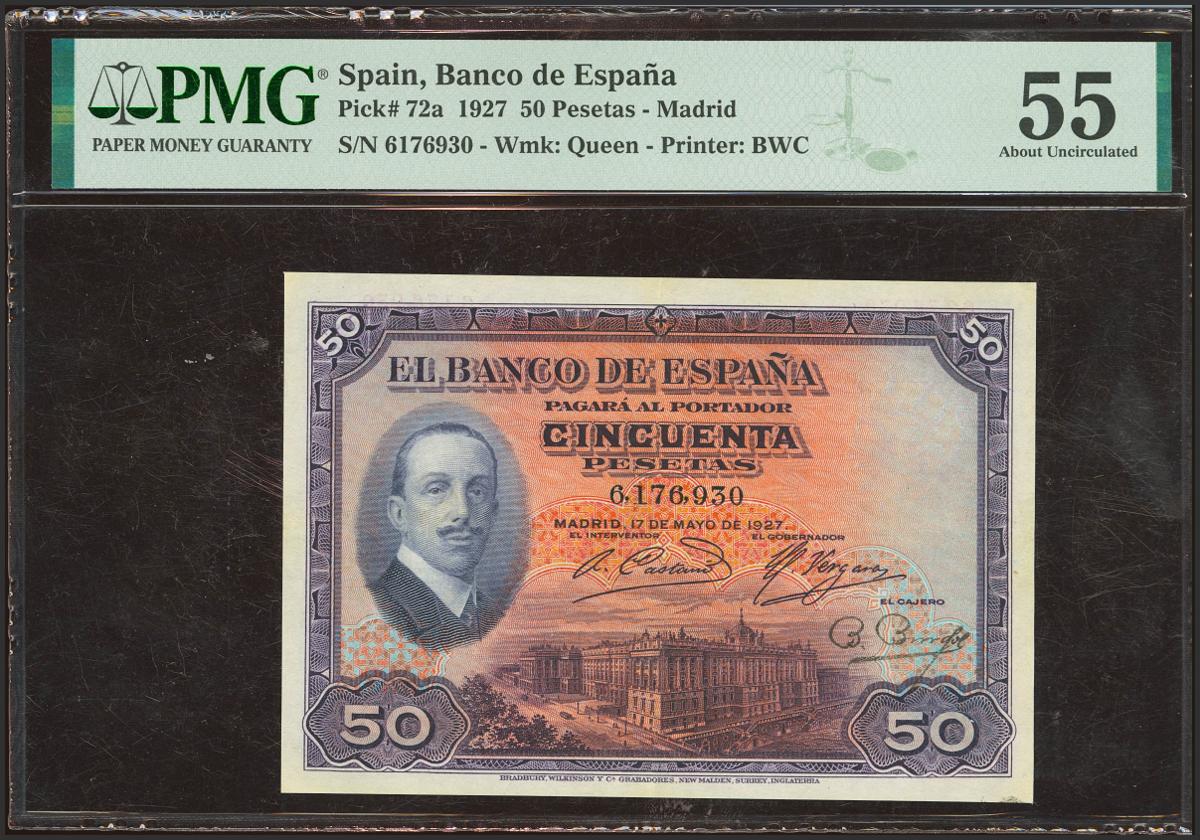 PMG®
PAPER MONEY GUARANTY
Spain, Banco de España
Pick# 72a 1927 50 Pesetas - Madrid
S/N 6176930 - Wmk: Queen - Printer: BWC
55
About Uncirculated
50 50
EL BANCO DE ESPAÑA
PAGARÁ AL PORTADOR
CINCUENTA
PESETAS
6,176,930
MADRID, 17 DE MAYO DE 1927.
EL INTERVENTOR EL GOBERNADOR
EL CAJERO
50 50
BRADBURY, WILKINSON Y Cª GRABADORES, NEW MALDEN, SURREY, INGLATERRA